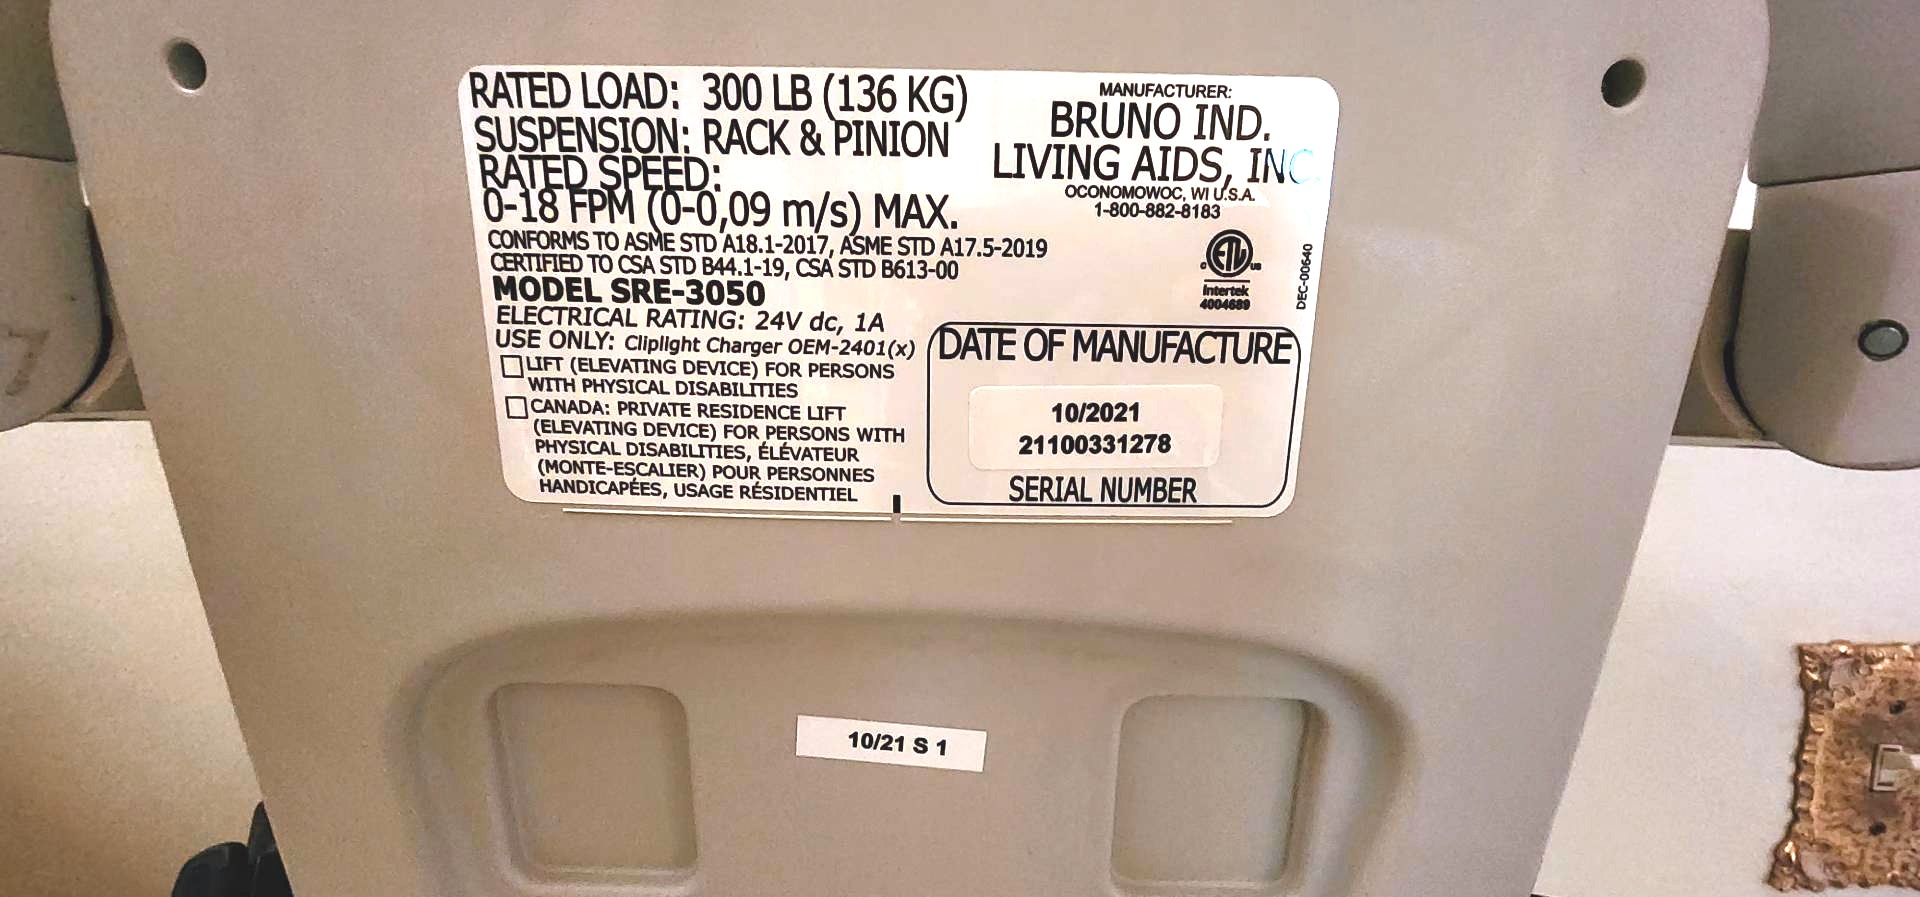 RATED LOAD: 300 LB (136 KG)
SUSPENSION: RACK & PINION
RATED SPEED:
0-18 FPM (0-0,09 m/s) MAX.
CONFORMS TO ASME STD A18.1-2017, ASME STD A17.5-2019
CERTIFIED TO CSA STD B44.1-19, CSA STD B613-00
MODEL SRE-3050
ELECTRICAL RATING: 24V dc, 1A
USE ONLY: Cliplight Charger OEM-2401(x)
LIFT (ELEVATING DEVICE) FOR PERSONS
WITH PHYSICAL DISABILITIES
CANADA: PRIVATE RESIDENCE LIFT
(ELEVATING DEVICE) FOR PERSONS WITH
PHYSICAL DISABILITIES, ÉLÉVATEUR
(MONTE-ESCALIER) POUR PERSONNES
HANDICAPÉES, USAGE RÉSIDENTIEL
MANUFACTURER:
BRUNO IND.
LIVING AIDS, INC.
OCONOMOWOC, WI U.S.A.
1-800-882-8183
C ETL US
Intertek
4004689
DEC-00640
DATE OF MANUFACTURE
10/2021
21100331278
SERIAL NUMBER
10/21 S 1